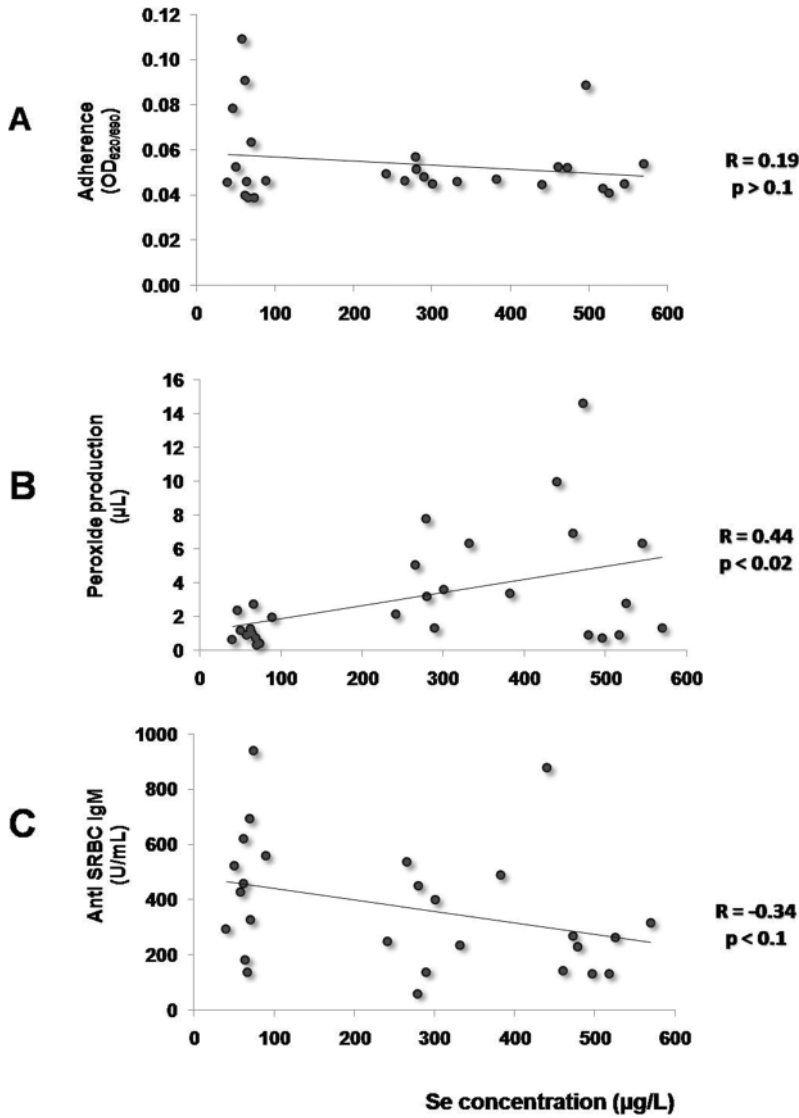 A
Adherence
(OD620/690)
0.12
0.10
0.08
0.06
0.04
0.02
0.00
0 100 200 300 400 500 600
R = 0.19
p > 0.1
B
Peroxide production
(µL)
16
14
12
10
8
6
4
2
0
0 100 200 300 400 500 600
R = 0.44
p < 0.02
C
Anti SRBC IgM
(U/mL)
1000
800
600
400
200
0
0 100 200 300 400 500 600
R = -0.34
p < 0.1
Se concentration (µg/L)